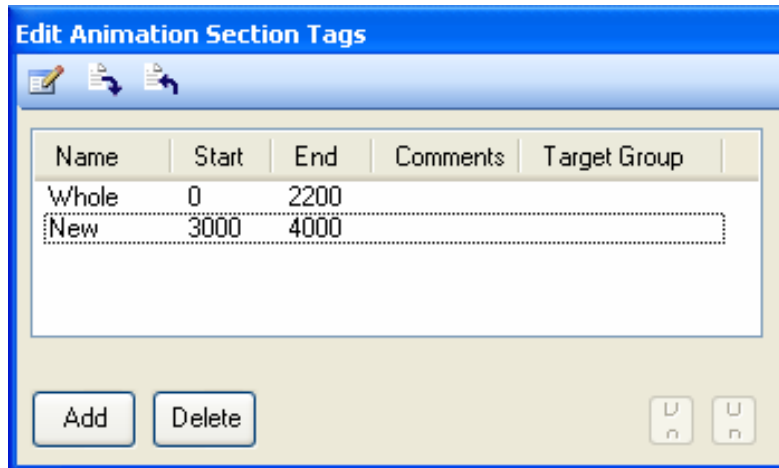 Edit Animation Section Tags
Name Start End Comments Target Group
Whole 0 2200
New 3000 4000
Add Delete